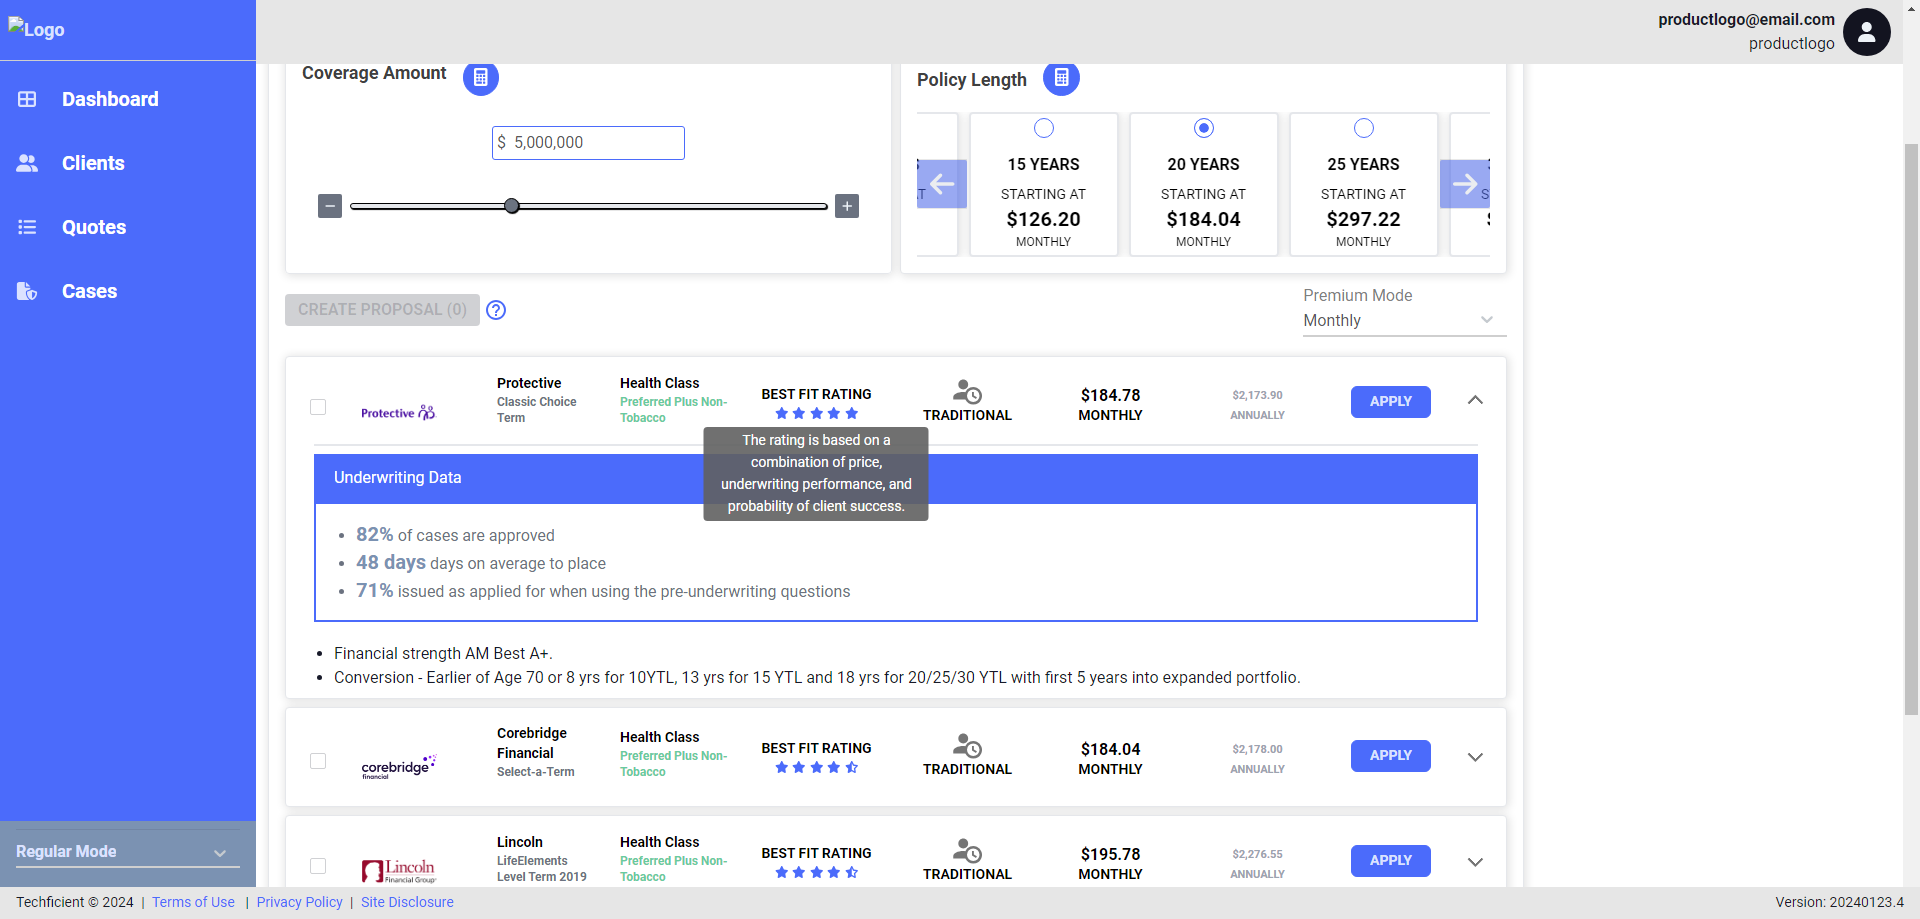 Logo
productlogo@email.com
productlogo
Dashboard
Clients
Quotes
Cases
Regular Mode
Coverage Amount
$ 5,000,000
Policy Length
15 YEARS
STARTING AT
$126.20
MONTHLY
20 YEARS
STARTING AT
$184.04
MONTHLY
25 YEARS
STARTING AT
$297.22
MONTHLY
CREATE PROPOSAL (0)
Premium Mode
Monthly
Protective
Protective
Classic Choice
Term
Health Class
Preferred Plus Non-
Tobacco
BEST FIT RATING
TRADITIONAL
$184.78
MONTHLY
$2,173.90
ANNUALLY
APPLY
The rating is based on a
combination of price,
underwriting performance, and
probability of client success.
Underwriting Data
82% of cases are approved
48 days days on average to place
71% issued as applied for when using the pre-underwriting questions
Financial strength AM Best A+.
Conversion - Earlier of Age 70 or 8 yrs for 10YTL, 13 yrs for 15 YTL and 18 yrs for 20/25/30 YTL with first 5 years into expanded portfolio.
corebridge
financial
Corebridge
Financial
Select-a-Term
Health Class
Preferred Plus Non-
Tobacco
BEST FIT RATING
TRADITIONAL
$184.04
MONTHLY
$2,178.00
ANNUALLY
APPLY
Lincoln
Financial Group
Lincoln
LifeElements
Level Term 2019
Health Class
Preferred Plus Non-
Tobacco
BEST FIT RATING
TRADITIONAL
$195.78
MONTHLY
$2,276.55
ANNUALLY
APPLY
Techficient © 2024 | Terms of Use | Privacy Policy | Site Disclosure
Version: 20240123.4